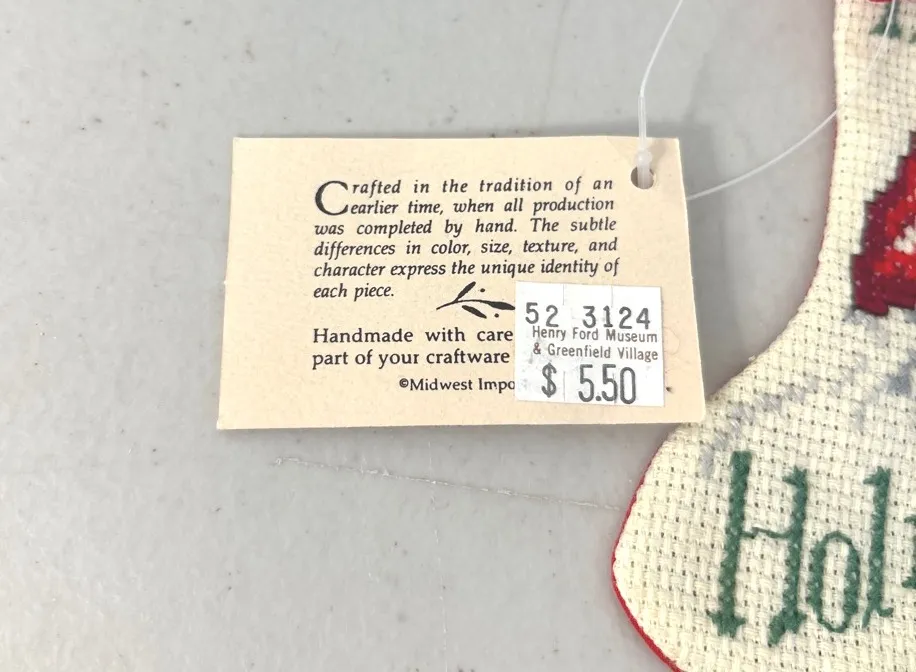 Crafted in the tradition of an
earlier time, when all production
was completed by hand. The subtle
differences in color, size, texture, and
character express the unique identity of
each piece.
Handmade with care
part of your craftware
©Midwest Impo
52 3124
Henry Ford Museum
& Greenfield Village
$ 5.50
Hol